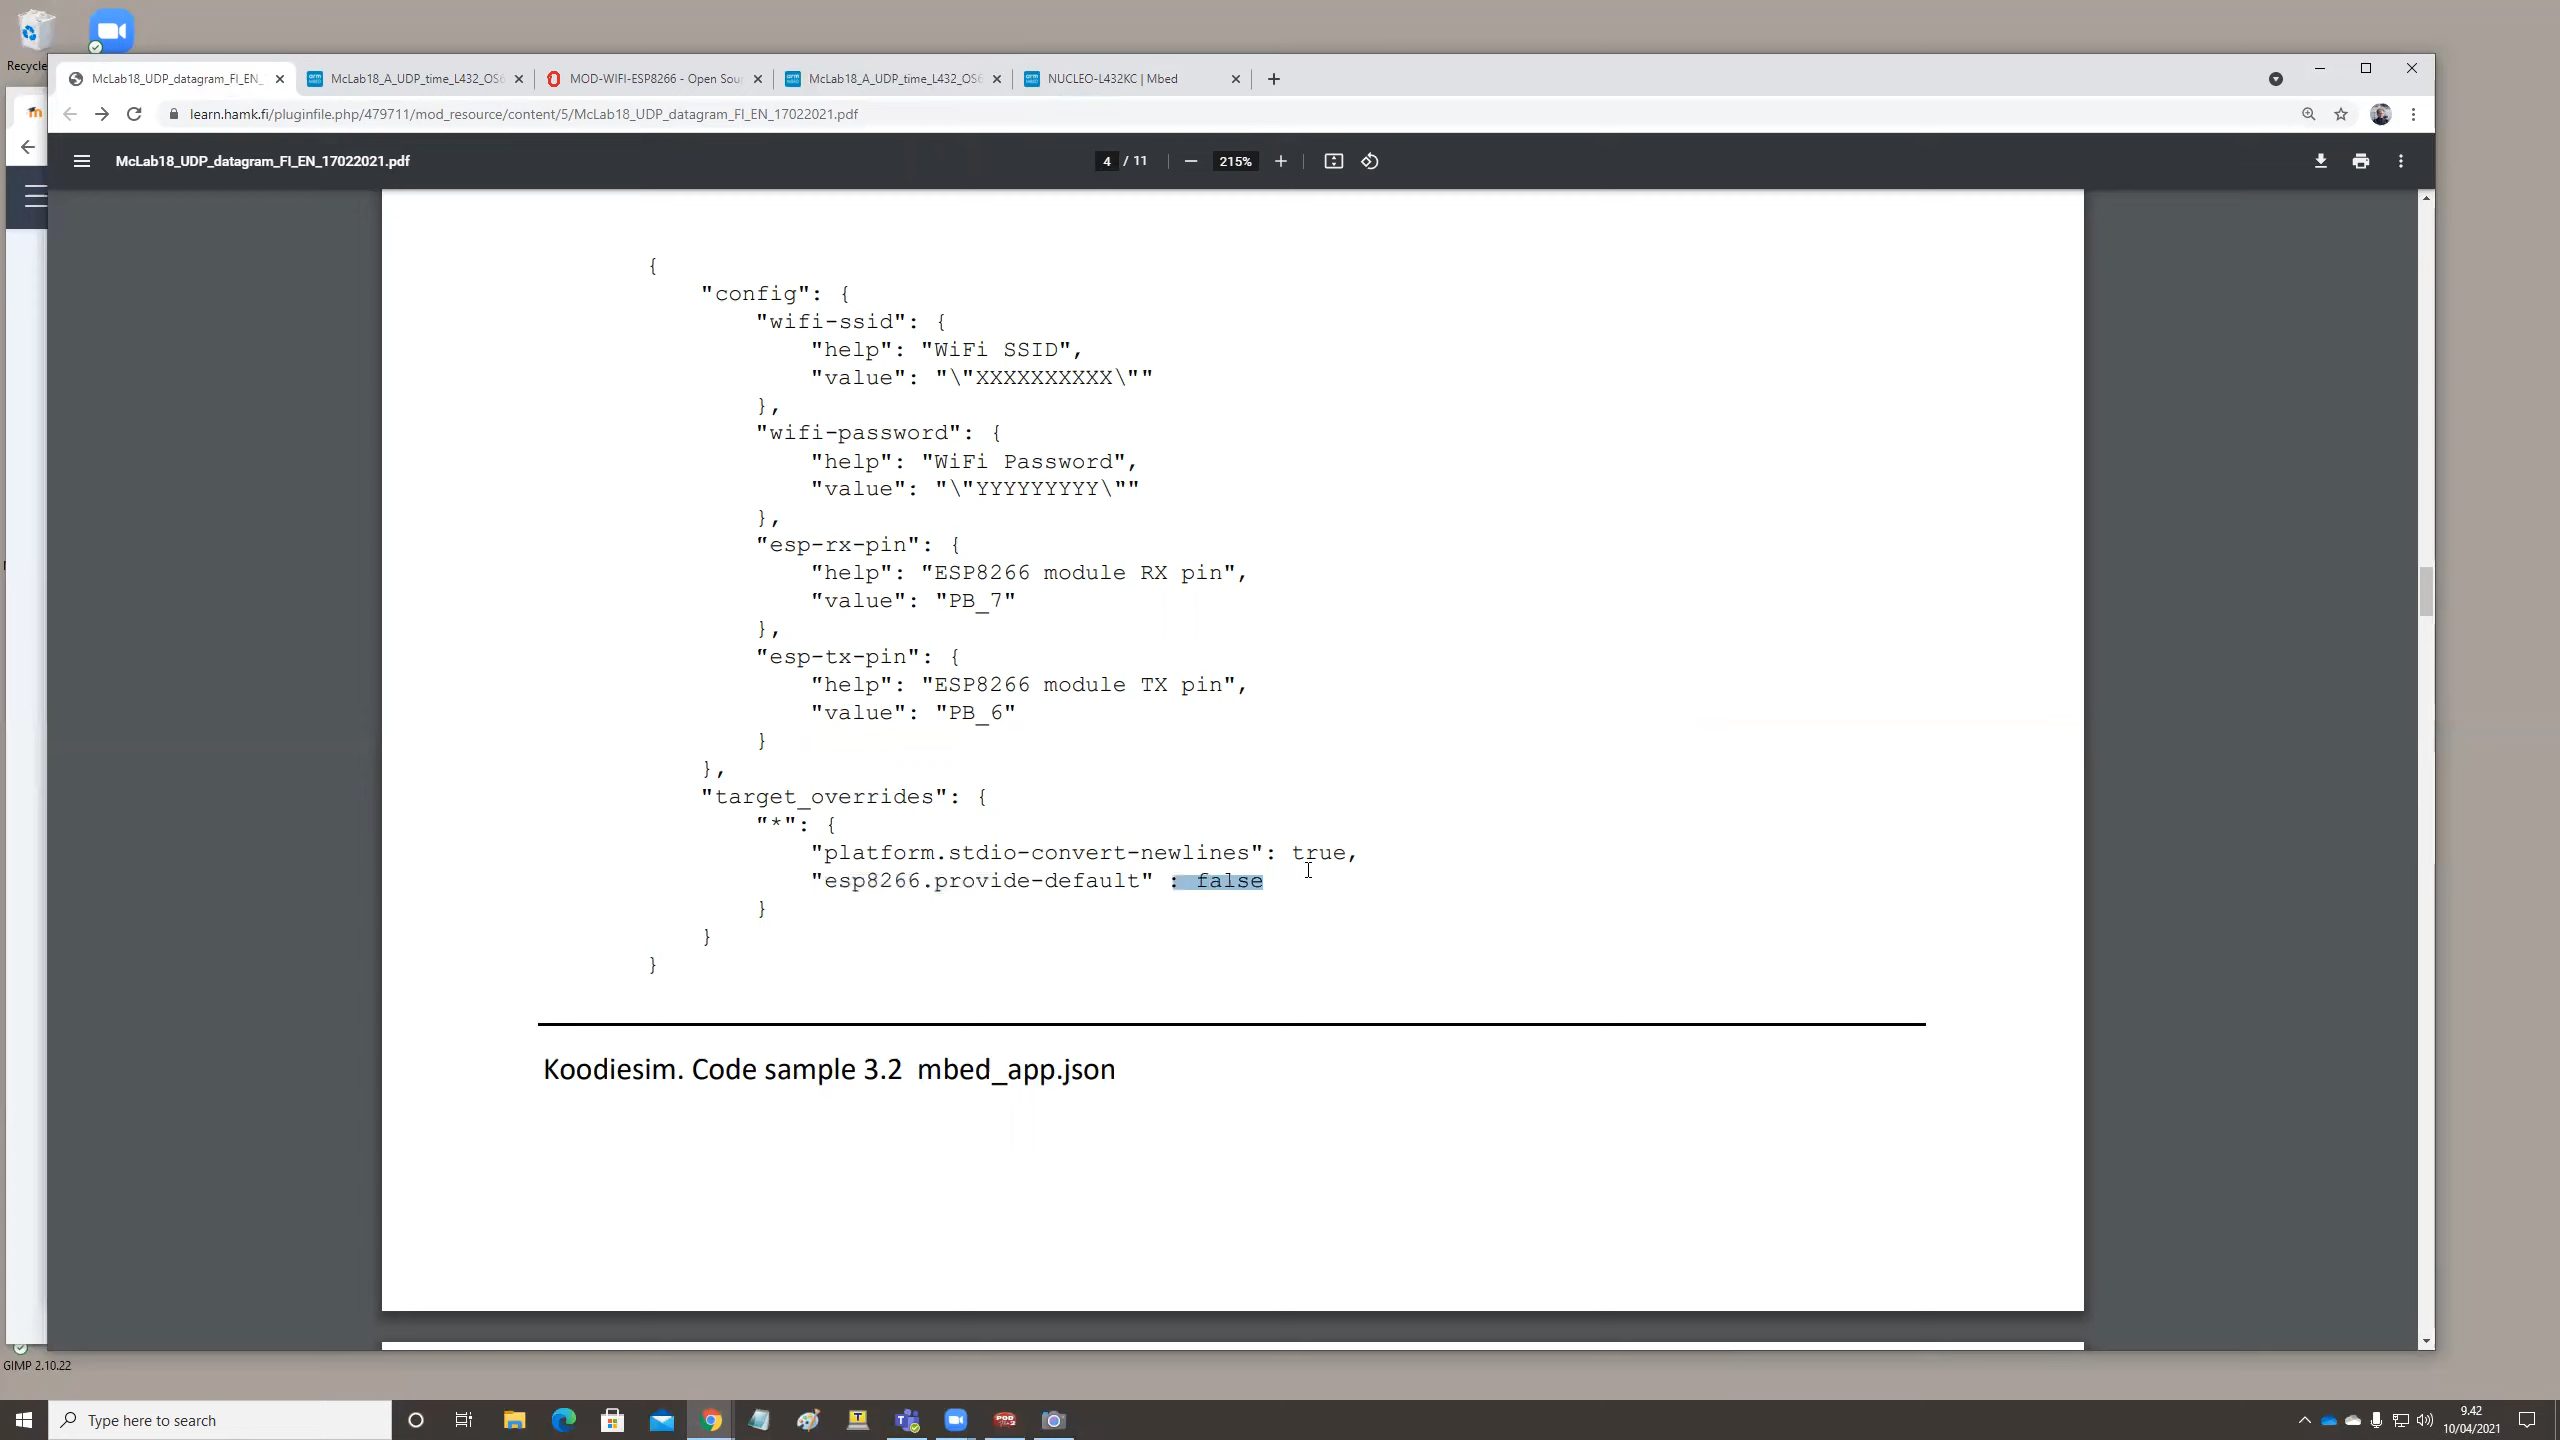 Recycle
McLab18_UDP_datagram_FI_EN_
McLab18_A_UDP_time_L432_OS6
MOD-WIFI-ESP8266 - Open Sour
McLab18_A_UDP_time_L432_OS6
NUCLEO-L432KC | Mbed
learn.hamk.fi/pluginfile.php/479711/mod_resource/content/5/McLab18_UDP_datagram_FI_EN_17022021.pdf
McLab18_UDP_datagram_FI_EN_17022021.pdf
4 / 11
215%
{
"config": {
"wifi-ssid": {
"help": "WiFi SSID",
"value": "\"XXXXXXXXXX\""
},
"wifi-password": {
"help": "WiFi Password",
"value": "\"YYYYYYYYY\""
},
"esp-rx-pin": {
"help": "ESP8266 module RX pin",
"value": "PB_7"
},
"esp-tx-pin": {
"help": "ESP8266 module TX pin",
"value": "PB_6"
}
},
"target_overrides": {
"*": {
"platform.stdio-convert-newlines": true,
"esp8266.provide-default" : false
}
}
}
Koodiesim. Code sample 3.2 mbed_app.json
GIMP 2.10.22
Type here to search
9.42
10/04/2021